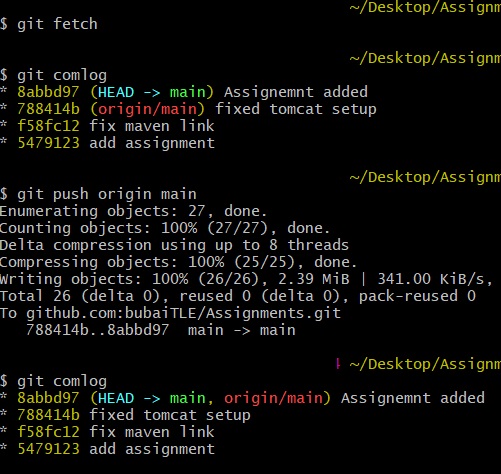 ~/Desktop/Assignm
$ git fetch
~/Desktop/Assignm
$ git comlog
* 8abbd97 (HEAD -> main) Assignemnt added
* 788414b (origin/main) fixed tomcat setup
* f58fc12 fix maven link
* 5479123 add assignment
~/Desktop/Assignm
$ git push origin main
Enumerating objects: 27, done.
Counting objects: 100% (27/27), done.
Delta compression using up to 8 threads
Compressing objects: 100% (25/25), done.
Writing objects: 100% (26/26), 2.39 MiB | 341.00 KiB/s,
Total 26 (delta 0), reused 0 (delta 0), pack-reused 0
To github.com:bubaiTLE/Assignments.git
788414b..8abbd97  main -> main
~/Desktop/Assignm
$ git comlog
* 8abbd97 (HEAD -> main, origin/main) Assignemnt added
* 788414b fixed tomcat setup
* f58fc12 fix maven link
* 5479123 add assignment